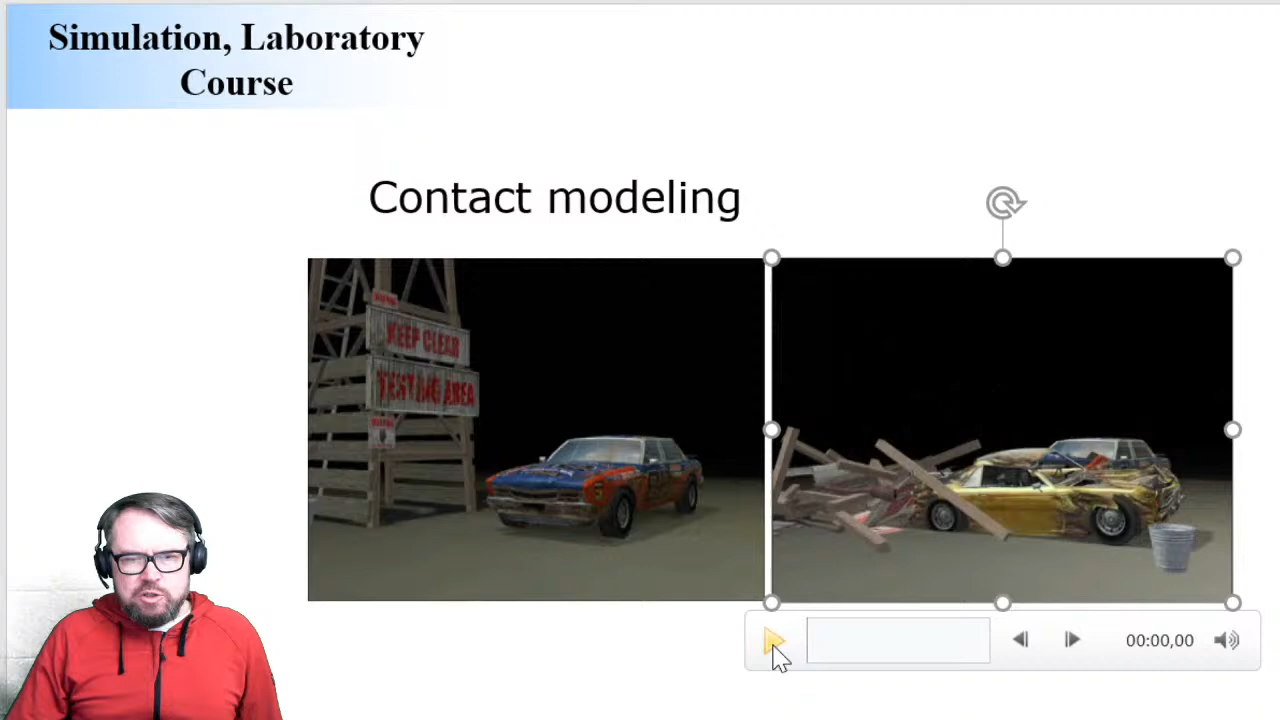 Simulation, Laboratory
Course
Contact modeling
KEEP CLEAR
TESTING AREA
00:00,00